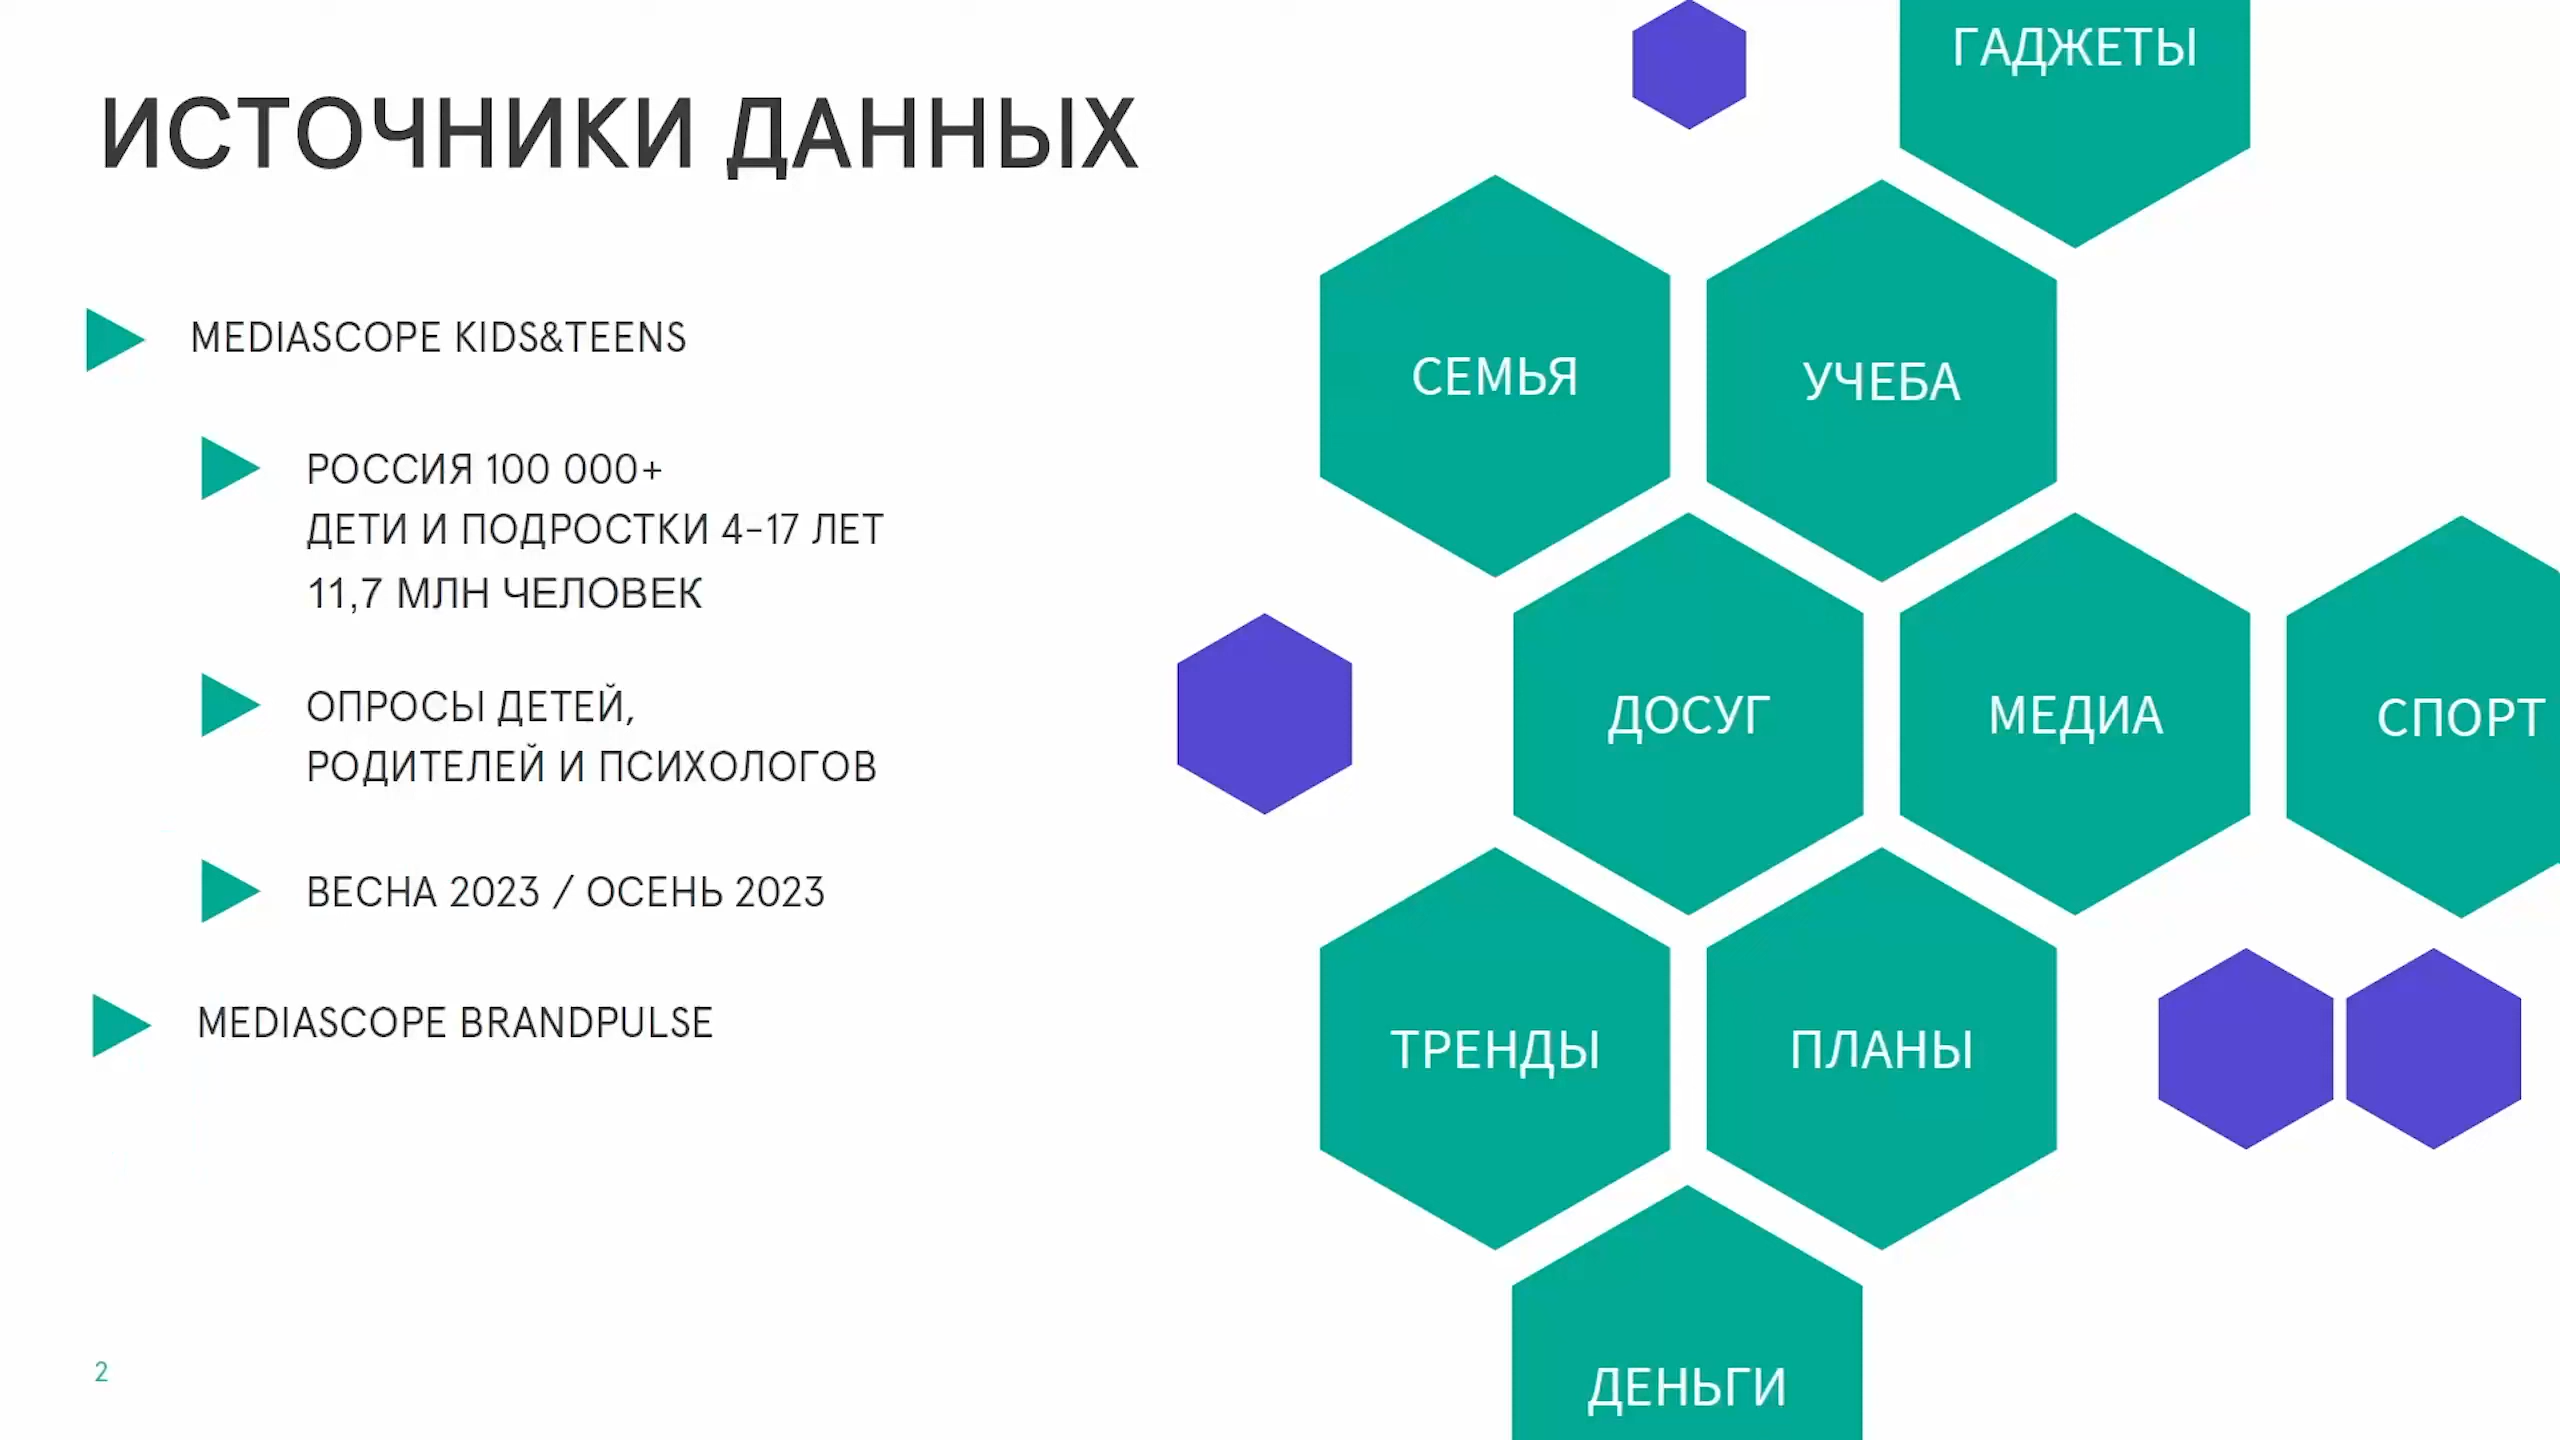 ИСТОЧНИКИ ДАННЫХ
MEDIASCOPE KIDS&TEENS
РОССИЯ 100 000+
ДЕТИ И ПОДРОСТКИ 4-17 ЛЕТ
11,7 МЛН ЧЕЛОВЕК
ОПРОСЫ ДЕТЕЙ,
РОДИТЕЛЕЙ И ПСИХОЛОГОВ
ВЕСНА 2023 / ОСЕНЬ 2023
MEDIASCOPE BRANDPULSE
2
ГАДЖЕТЫ
СЕМЬЯ
УЧЕБА
ДОСУГ
МЕДИА
СПОРТ
ТРЕНДЫ
ПЛАНЫ
ДЕНЬГИ